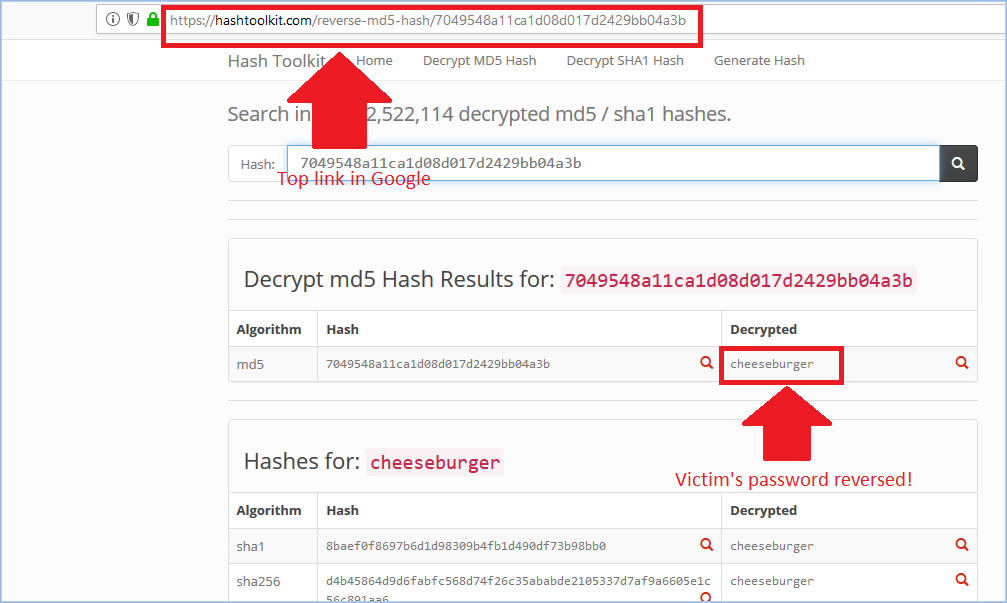 https://hashtoolkit.com/reverse-md5-hash/7049548a11ca1d08d017d2429bb04a3b
Hash Toolkit Home Decrypt MD5 Hash Decrypt SHA1 Hash Generate Hash
Search in 2,522,114 decrypted md5 / sha1 hashes.
Hash: 7049548a11ca1d08d017d2429bb04a3b
Top link in Google
Decrypt md5 Hash Results for: 7049548a11ca1d08d017d2429bb04a3b
Algorithm Hash Decrypted
md5 7049548a11ca1d08d017d2429bb04a3b cheeseburger
Hashes for: cheeseburger
Victim's password reversed!
Algorithm Hash Decrypted
sha1 8baef0f8697b6d1d98309b4fb1d490df73b98bb0 cheeseburger
sha256 d4b45864d9d6fabfc568d74f26c35ababde2105337d7af9a6605e1c cheeseburger
56c891aa6